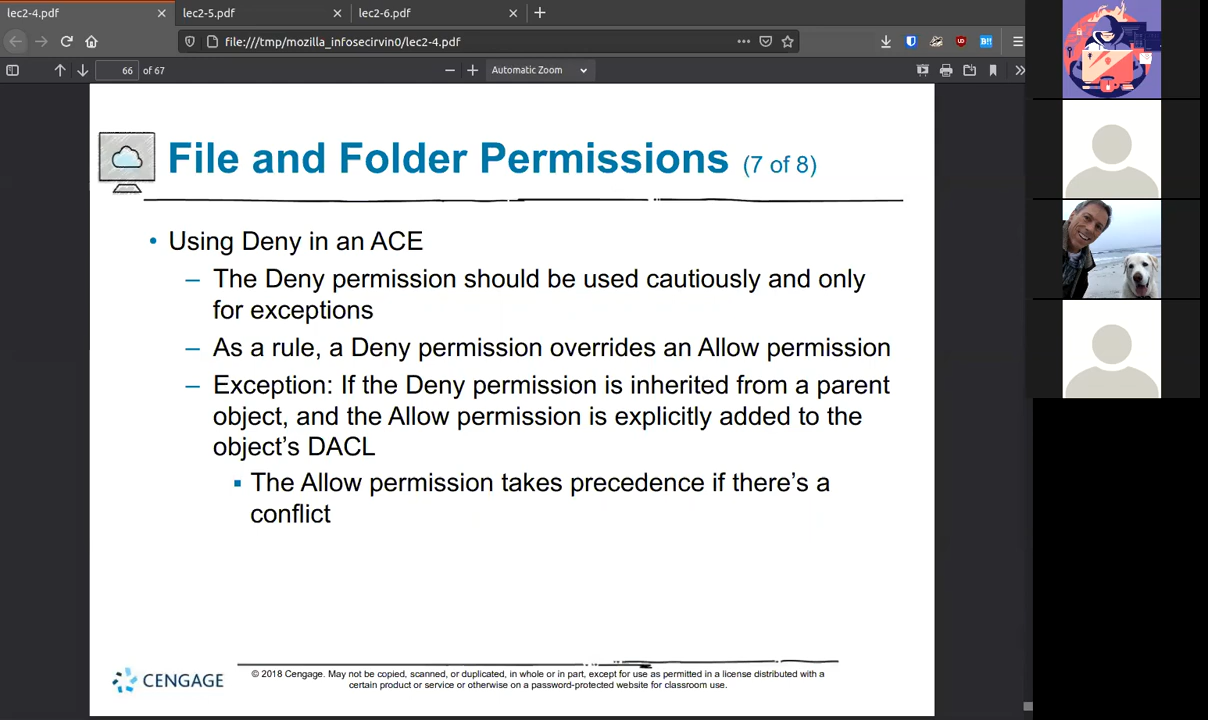 lec2-4.pdf
lec2-5.pdf
lec2-6.pdf
file:///tmp/mozilla_infosecirvin0/lec2-4.pdf
66 of 67
Automatic Zoom
File and Folder Permissions (7 of 8)
• Using Deny in an ACE
– The Deny permission should be used cautiously and only
for exceptions
– As a rule, a Deny permission overrides an Allow permission
– Exception: If the Deny permission is inherited from a parent
object, and the Allow permission is explicitly added to the
object's DACL
▪ The Allow permission takes precedence if there's a
conflict
CENGAGE
© 2018 Cengage. May not be copied, scanned, or duplicated, in whole or in part, except for use as permitted in a license distributed with a
certain product or service or otherwise on a password-protected website for classroom use.